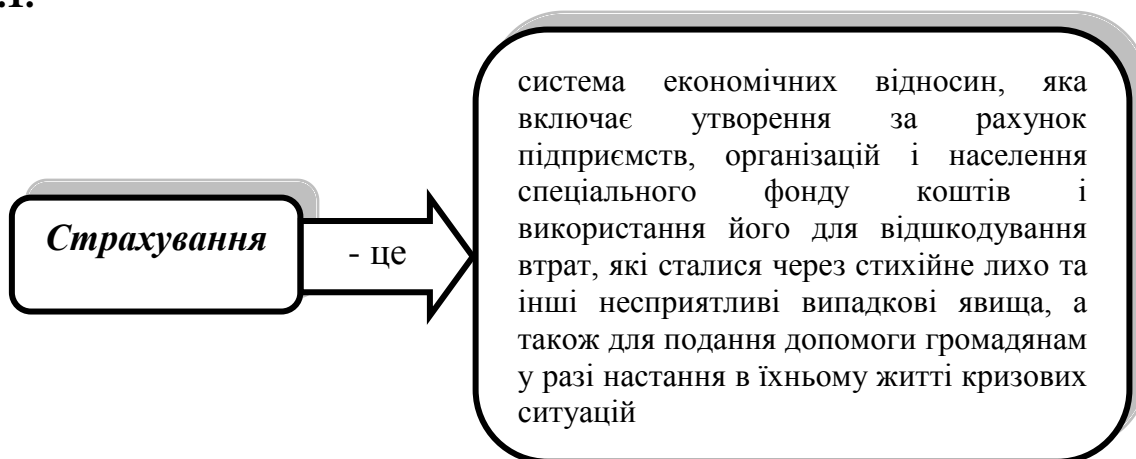 .1.
Страхування
- це
система економічних відносин, яка
включає утворення за рахунок
підприємств, організацій і населення
спеціального фонду коштів і
використання його для відшкодування
втрат, які сталися через стихійне лихо та
інші несприятливі випадкові явища, а
також для подання допомоги громадянам
у разі настання в їхньому житті кризових
ситуацій